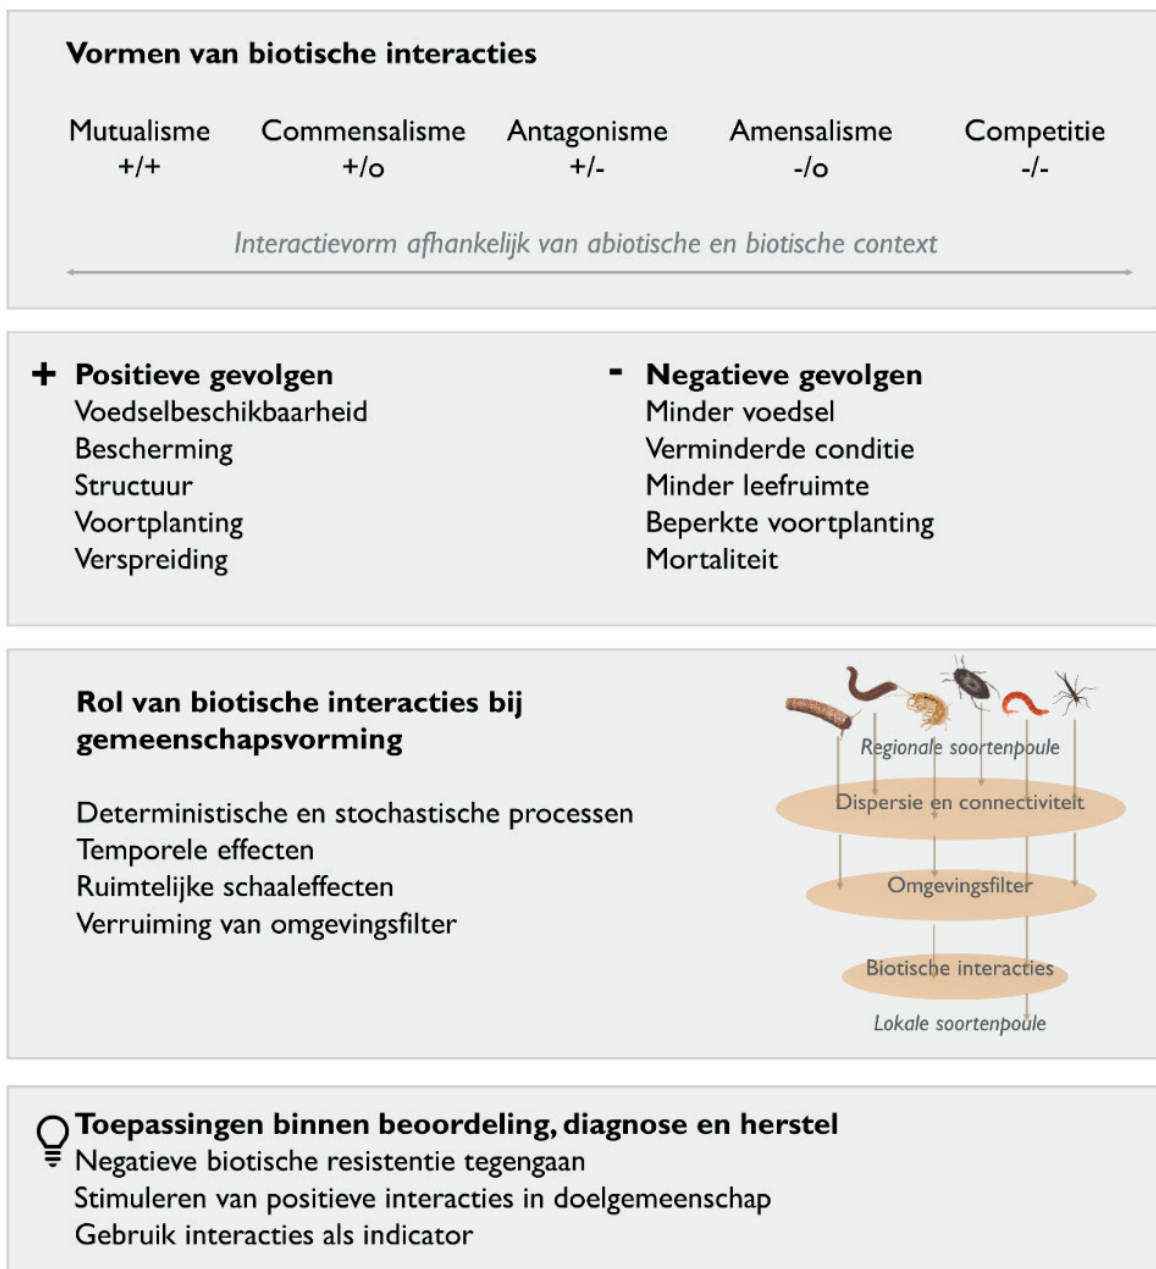 Vormen van biotische interacties
Mutualisme Commensalisme Antagonisme Amensalisme Competitie
+/+ +/o +/- -/o -/-
Interactievorm afhankelijk van abiotische en biotische context
+ Positieve gevolgen
Voedselbeschikbaarheid
Bescherming
Structuur
Voortplanting
Verspreiding
- Negatieve gevolgen
Minder voedsel
Verminderde conditie
Minder leefruimte
Beperkte voortplanting
Mortaliteit
Rol van biotische interacties bij
gemeenschapsvorming
Deterministische en stochastische processen
Temporele effecten
Ruimtelijke schaaleffecten
Verruiming van omgevingsfilter
Regionale soortenpoule
Dispersie en connectiviteit
Omgevingsfilter
Biotische interacties
Lokale soortenpoule
Toepassingen binnen beoordeling, diagnose en herstel
Negatieve biotische resistentie tegengaan
Stimuleren van positieve interacties in doelgemeenschap
Gebruik interacties als indicator